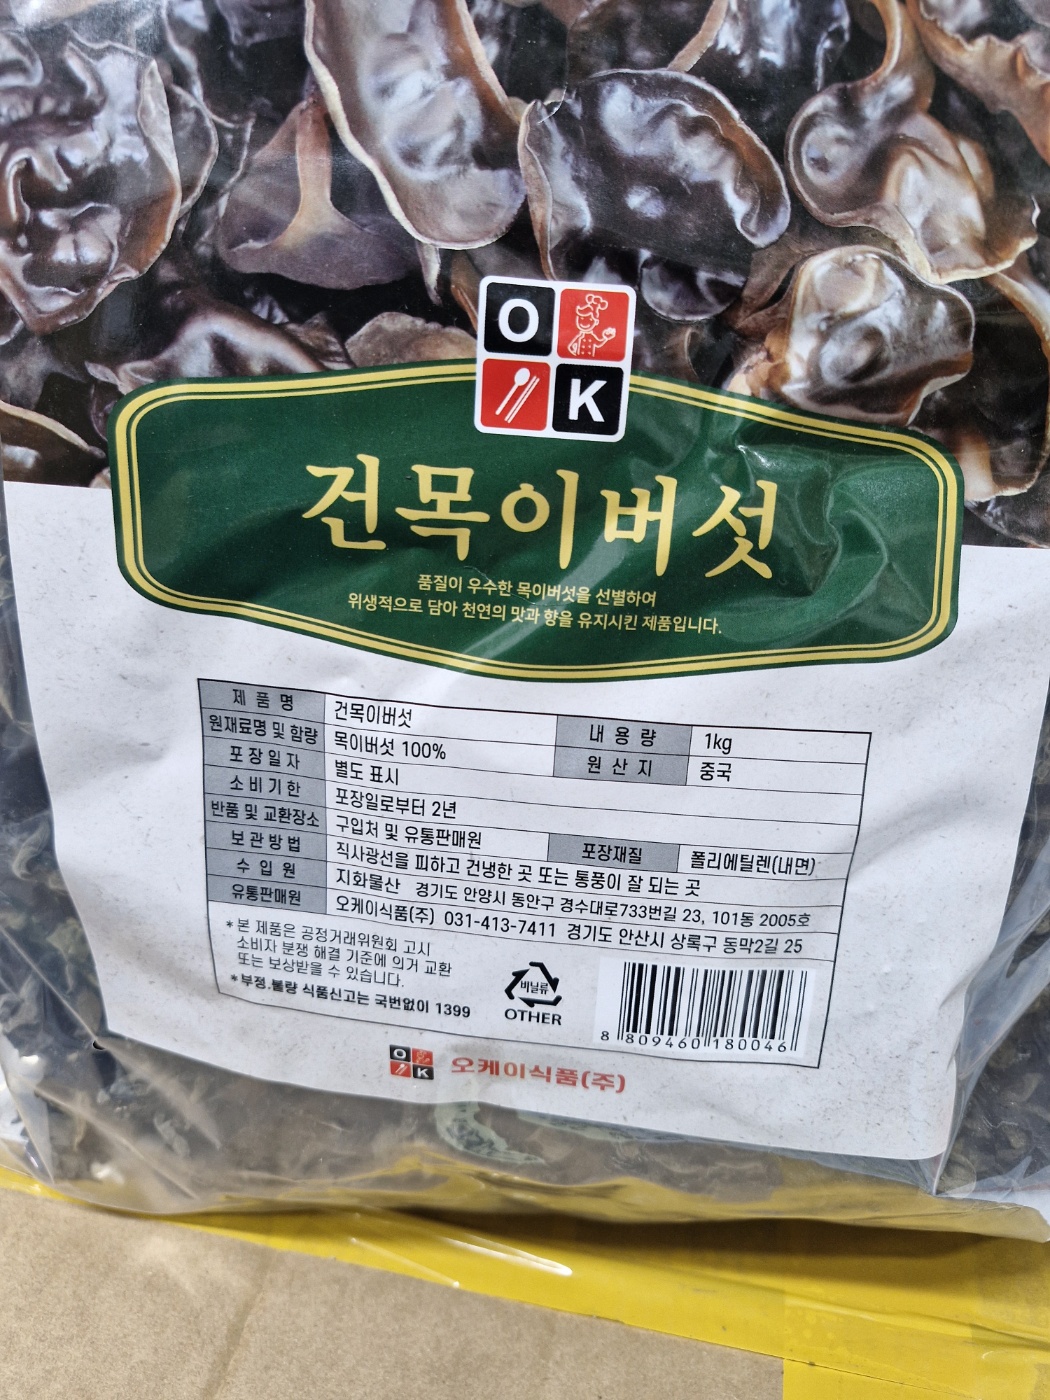 O
K
건목이버섯
품질이 우수한 목이버섯을 선별하여
위생적으로 담아 천연의 맛과 향을 유지시킨 제품입니다.
제 품 명 건목이버섯 내 용 량 1kg
원재료명 및 함량 목이버섯 100% 원 산 지 중국
포 장 일 자 별도 표시
소 비 기 한 포장일로부터 2년
반품 및 교환장소 구입처 및 유통판매원 포장재질 폴리에틸렌(내면)
보 관 방 법 직사광선을 피하고 건냉한 곳 또는 통풍이 잘 되는 곳
수 입 원 지화물산 경기도 안양시 동안구 경수대로733번길 23, 101동 2005호
유통판매원 오케이식품(주) 031-413-7411 경기도 안산시 상록구 동막2길 25
*본 제품은 공정거래위원회 고시
소비자 분쟁 해결 기준에 의거 교환
또는 보상받을 수 있습니다.
*부정.불량 식품신고는 국번없이 1399
비닐류
OTHER
8 809460 180046
O
K
오케이식품(주)